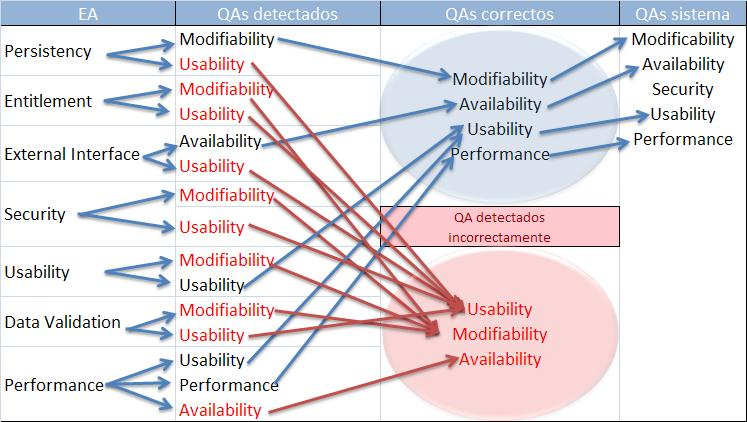 EA
QAs detectados
QAs correctos
QAs sistema
Persistency
Modifiability
Usability
Entitlement
Modifiability
Usability
External Interface
Availability
Usability
Security
Modifiability
Usability
Usability
Modifiability
Usability
Data Validation
Modifiability
Usability
Performance
Usability
Performance
Availability
Modifiability
Availability
Usability
Performance
QA detectados
incorrectamente
Usability
Modifiability
Availability
Modificability
Availability
Security
Usability
Performance